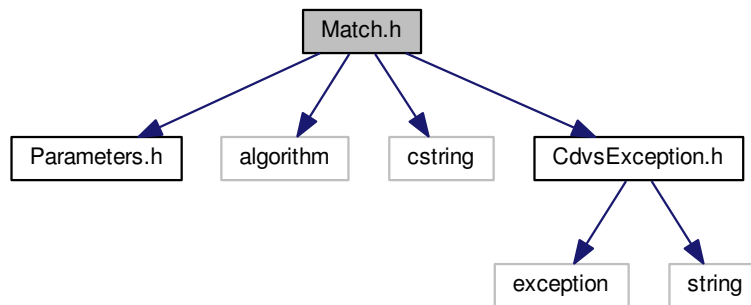 Match.h
Parameters.h
algorithm
cstring
CdvsException.h
exception
string